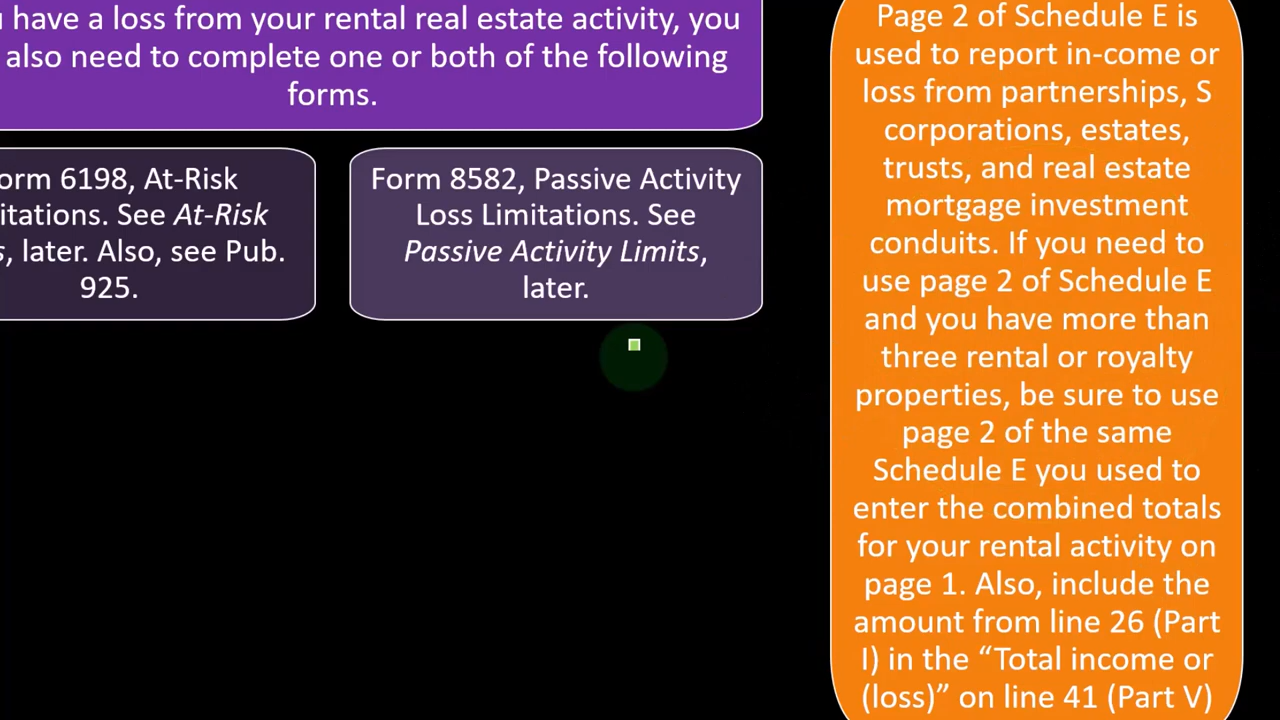 have a loss from your rental real estate activity, you
also need to complete one or both of the following
forms.
orm 6198, At-Risk
itations. See At-Risk
s, later. Also, see Pub.
925.
Form 8582, Passive Activity
Loss Limitations. See
Passive Activity Limits,
later.
Page 2 of Schedule E is
used to report in-come or
loss from partnerships, S
corporations, estates,
trusts, and real estate
mortgage investment
conduits. If you need to
use page 2 of Schedule E
and you have more than
three rental or royalty
properties, be sure to use
page 2 of the same
Schedule E you used to
enter the combined totals
for your rental activity on
page 1. Also, include the
amount from line 26 (Part
I) in the “Total income or
(loss)” on line 41 (Part V)